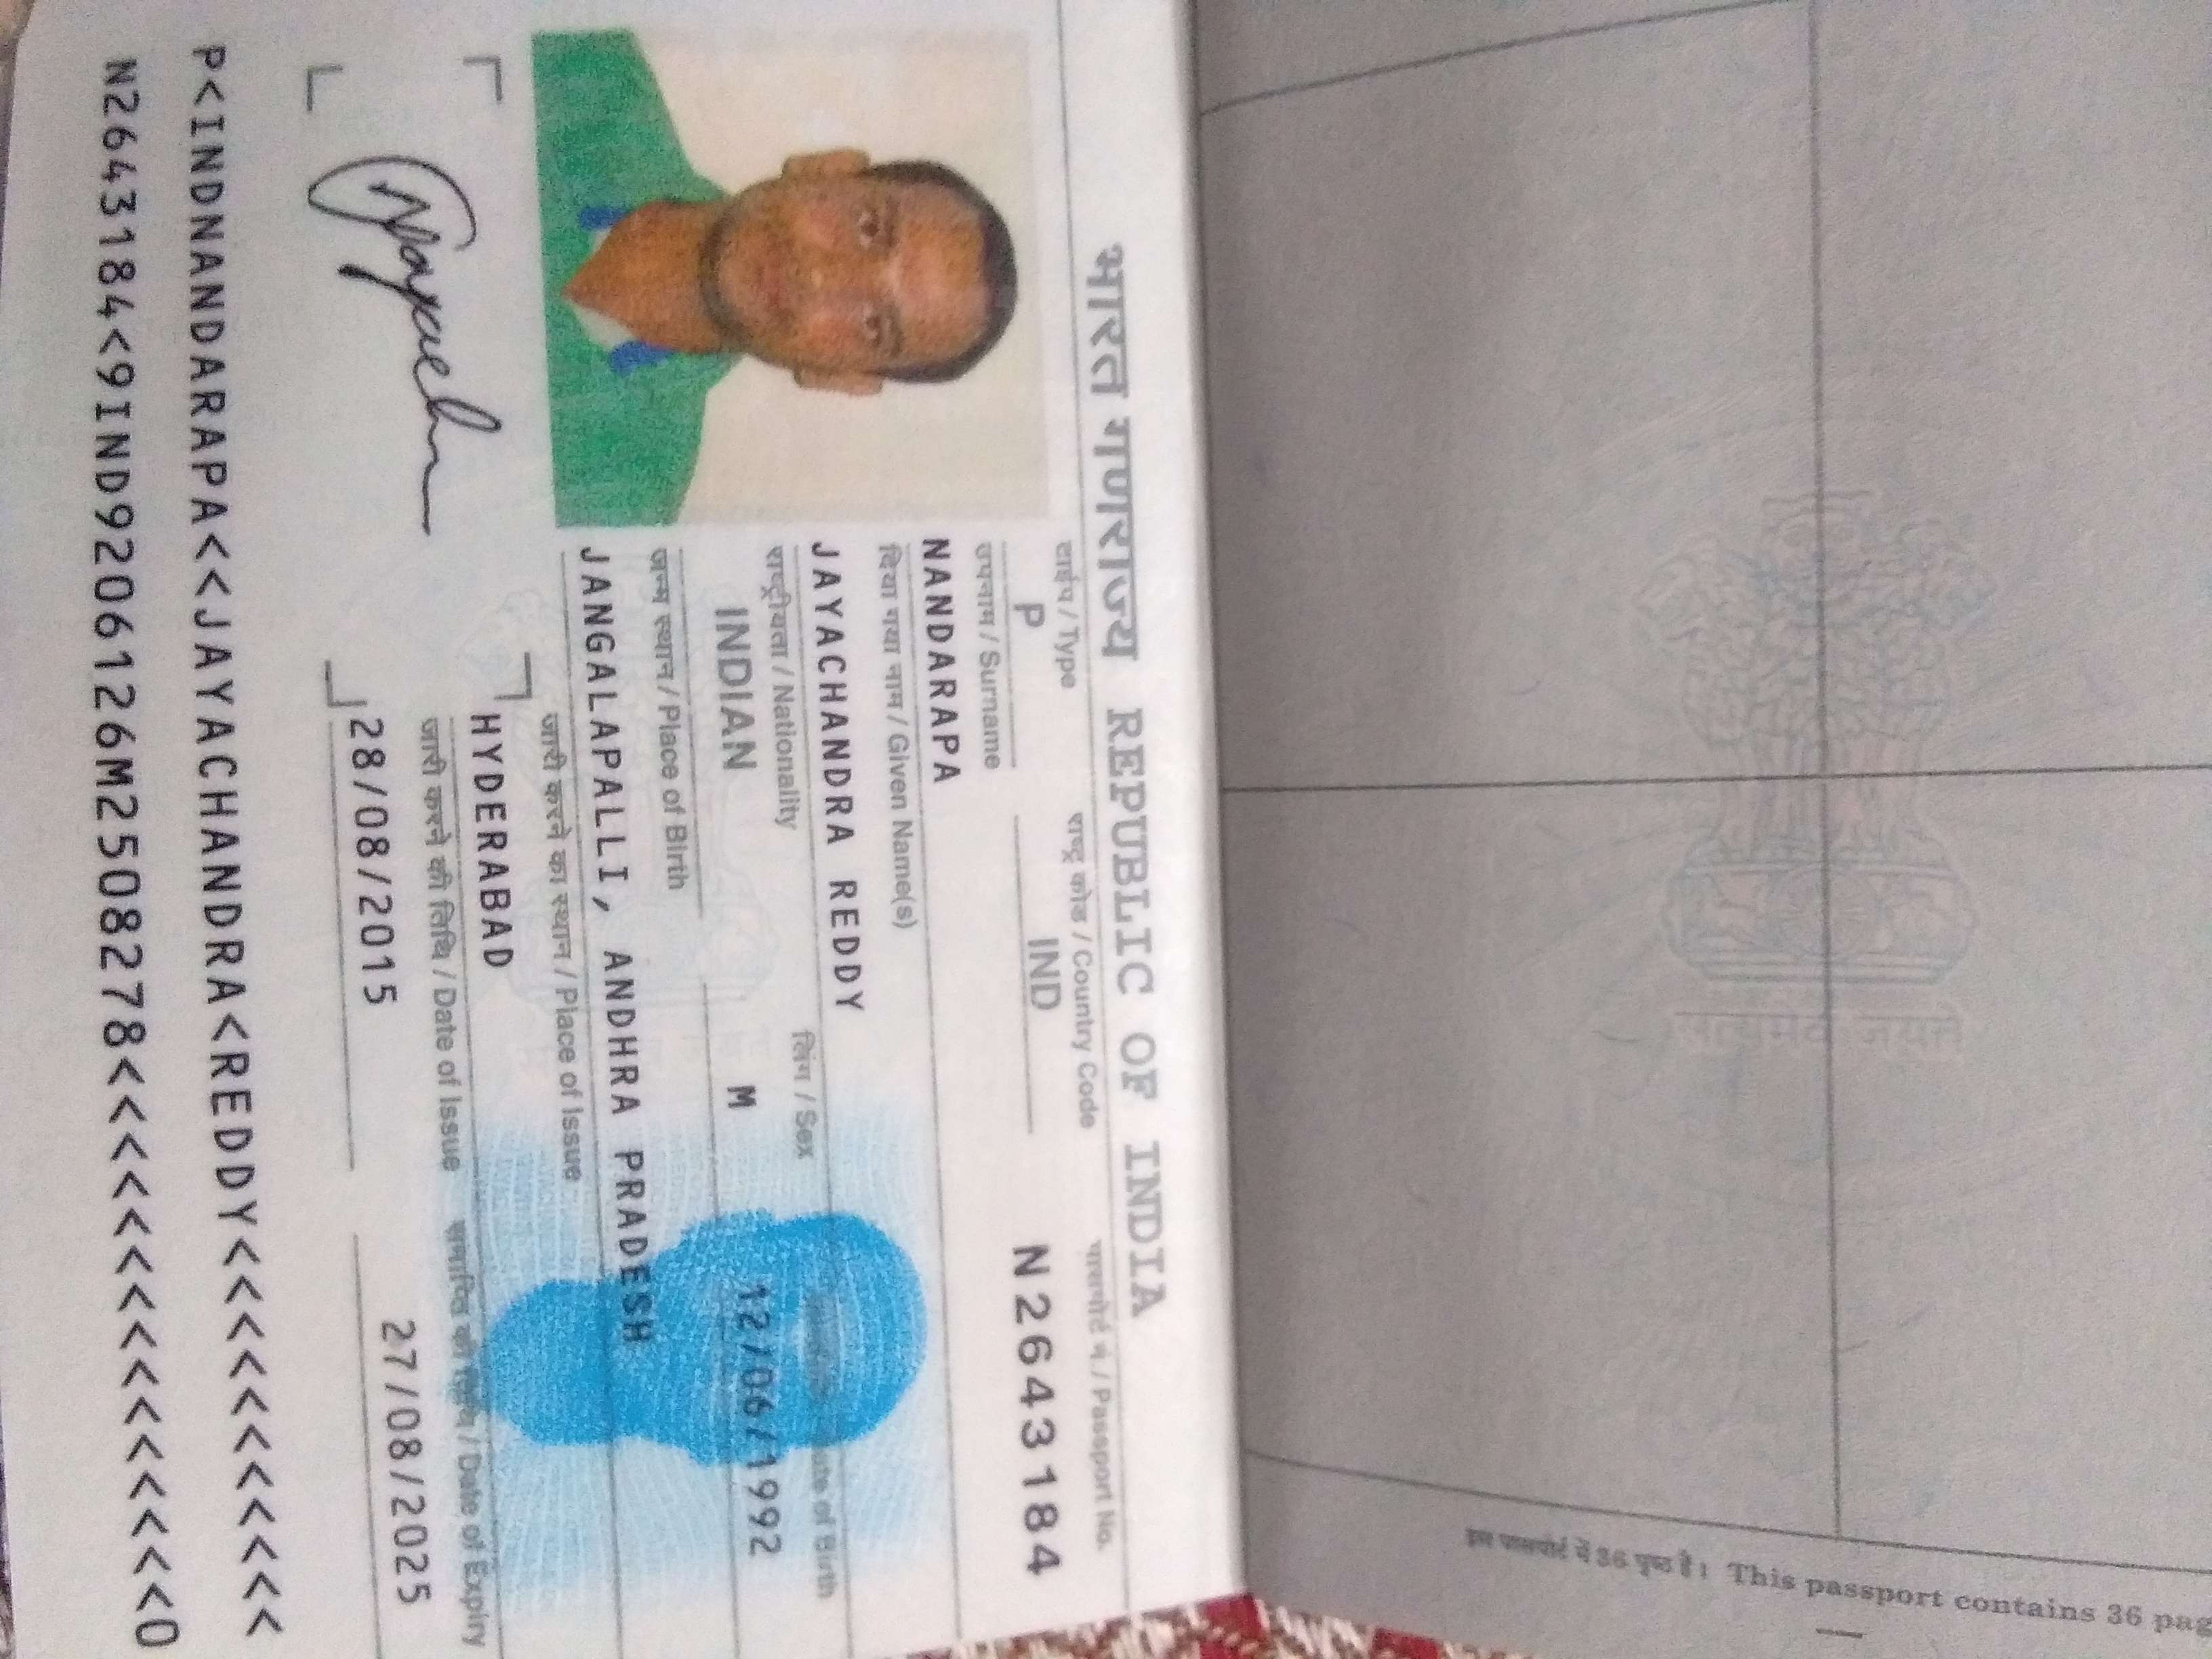 भारत गणराज्य REPUBLIC OF INDIA
टाईप / Type
राष्ट्र कोड / Country Code
पासपोर्ट नं. / Passport No.
P
IND
N2643184
उपनाम / Surname
NANDARAPA
दिया गया नाम / Given Name(s)
JAYACHANDRA REDDY
राष्ट्रीयता / Nationality
लिंग / Sex
Date of Birth
INDIAN
M
12/06/1992
जन्म स्थान / Place of Birth
JANGALAPALLI, ANDHRA PRADESH
जारी करने का स्थान / Place of Issue
HYDERABAD
जारी करने की तिथि / Date of Issue
समाप्ति की तिथि / Date of Expiry
28/08/2015
27/08/2025
P<INDNANDARAPA<<JAYACHANDRA<REDDY<<<<<<<<<<<
N2643184<9IND9206126M2508278<<<<<<<<<<<<<<<0
सत्यमेव जयते
इस पासपोर्ट में 36 पृष्ठ है। This passport contains 36